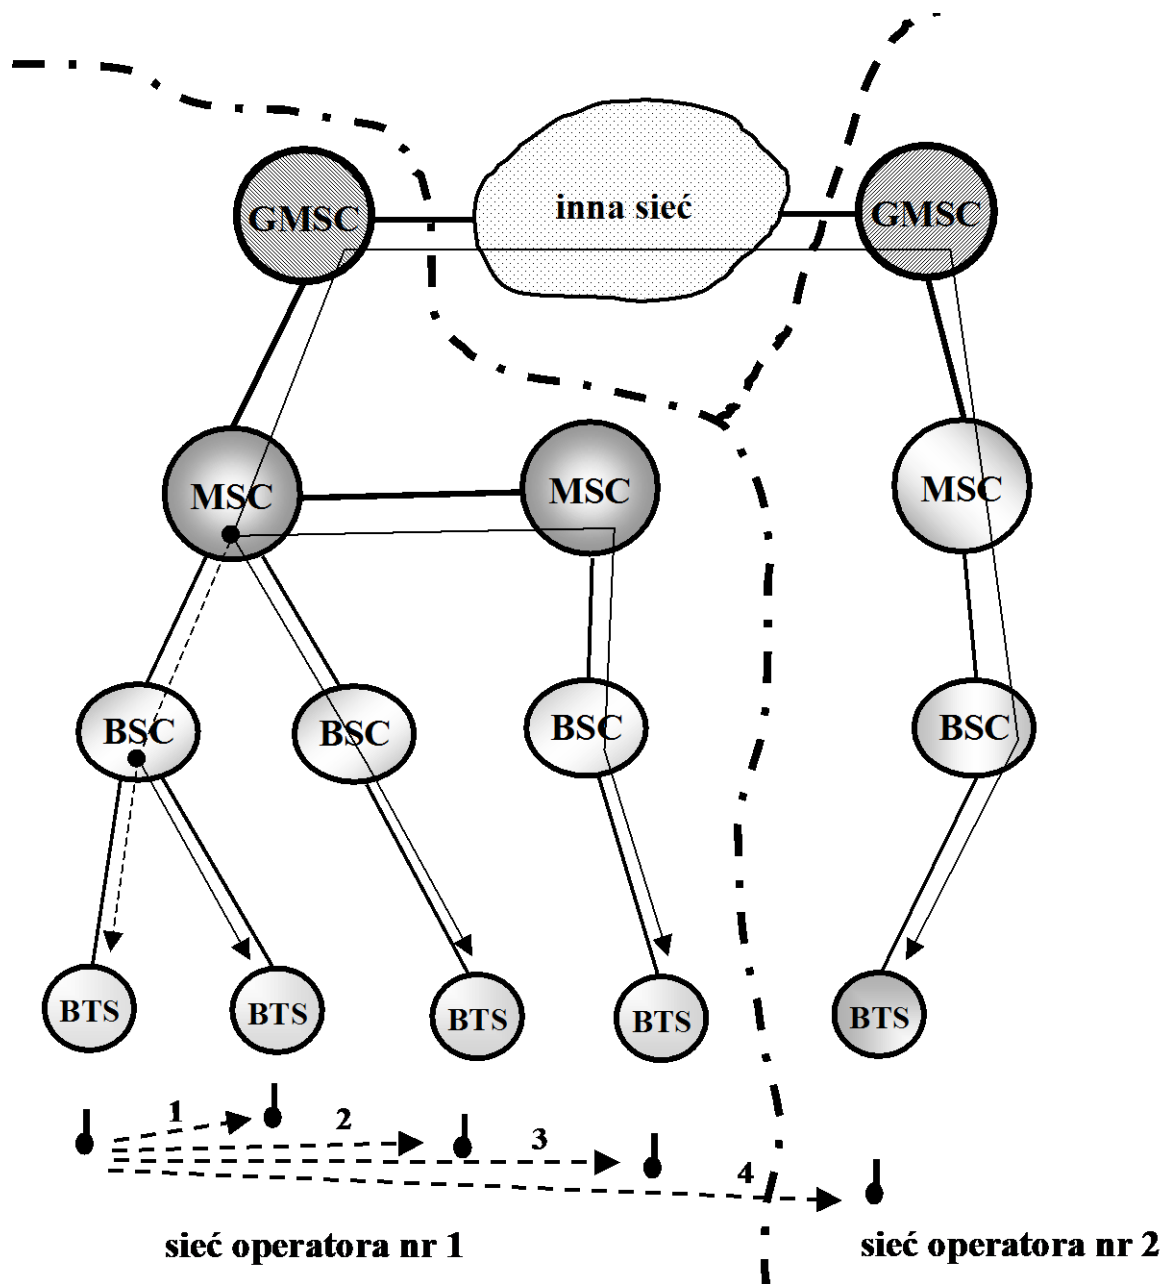 GMSC
inna sieć
GMSC
MSC
MSC
MSC
BSC
BSC
BSC
BSC
BTS
BTS
BTS
BTS
BTS
1
2
3
4
sieć operatora nr 1
sieć operatora nr 2